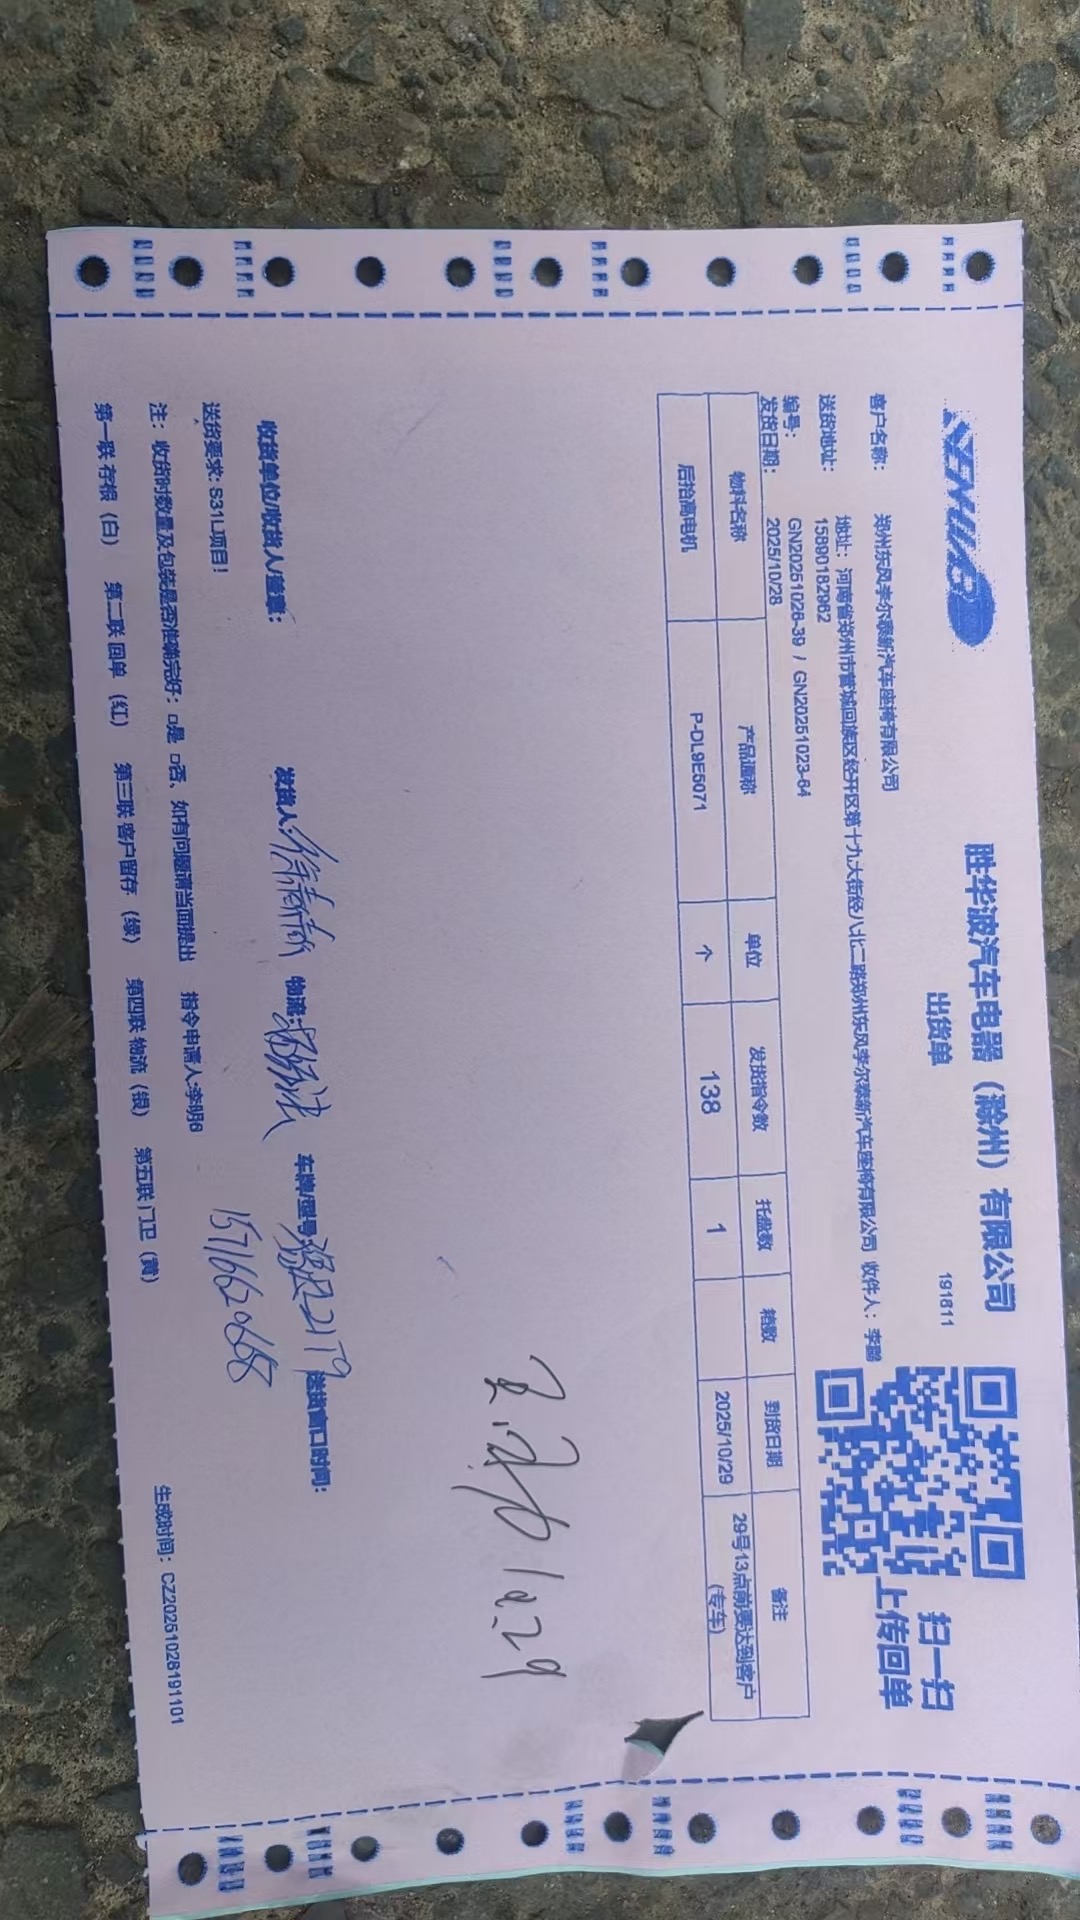 胜华波汽车电器（滁州）有限公司
出货单
191611
扫一扫
上传回单
客户名称： 郑州东风李尔泰新汽车座椅有限公司
送货地址： 地址：河南省郑州市管城回族区经开区第十九大街经八北二路郑州东风李尔泰新汽车座椅有限公司 收件人：李璐
15890182962
编号： GN20251028-39 / GN20251023-64
发货日期： 2025/10/28
物料名称 产品通称 单位 发货指令数 托盘数 箱数 到货日期 备注
后抬高电机 P-DL9E5071 个 138 1 2025/10/29 29号13点前要达到客户
(专车)
10.29
收货单位/收货人/盖章： 发货人: 物流: 车牌/型号: 送货窗口时间:
15716620668
送货要求: S31L项目!
注：收货时数量及包装是否准确完好：□是 □否、如有问题请当面提出 指令申请人:李明6
生成时间：CZ20251028191101
第一联 存根（白） 第二联 回单（红） 第三联 客户留存（绿） 第四联 物流（银） 第五联 门卫（黄）